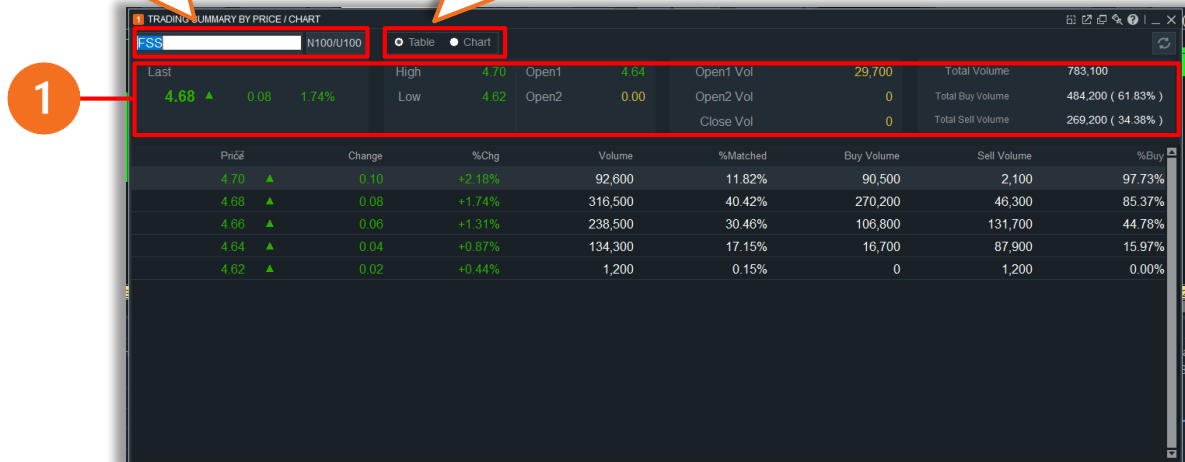 1 TRADING SUMMARY BY PRICE / CHART
FSS N100/U100 Table Chart
1
Last High 4.70 Open1 4.64 Open1 Vol 29,700 Total Volume 783,100
4.68 ▲ 0.08 1.74% Low 4.62 Open2 0.00 Open2 Vol 0 Total Buy Volume 484,200 ( 61.83% )
Close Vol 0 Total Sell Volume 269,200 ( 34.38% )
Price Change %Chg Volume %Matched Buy Volume Sell Volume %Buy
4.70 ▲ 0.10 +2.18% 92,600 11.82% 90,500 2,100 97.73%
4.68 ▲ 0.08 +1.74% 316,500 40.42% 270,200 46,300 85.37%
4.66 ▲ 0.06 +1.31% 238,500 30.46% 106,800 131,700 44.78%
4.64 ▲ 0.04 +0.87% 134,300 17.15% 16,700 87,900 15.97%
4.62 ▲ 0.02 +0.44% 1,200 0.15% 0 1,200 0.00%